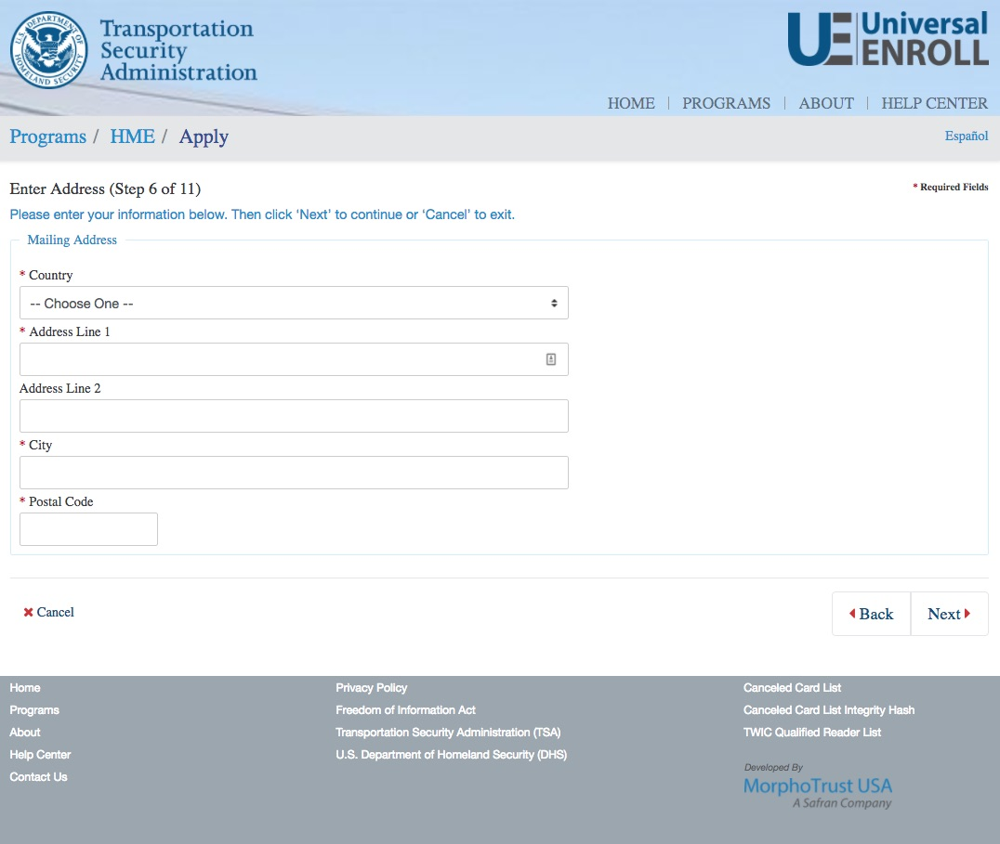 U.S. DEPARTMENT OF HOMELAND SECURITY
Transportation
Security
Administration
UE Universal
ENROLL
HOME | PROGRAMS | ABOUT | HELP CENTER
Programs / HME / Apply
Español
Enter Address (Step 6 of 11)
* Required Fields
Please enter your information below. Then click ‘Next’ to continue or ‘Cancel’ to exit.
Mailing Address
* Country
-- Choose One --
* Address Line 1
Address Line 2
* City
* Postal Code
Cancel
Back
Next
Home
Programs
About
Help Center
Contact Us
Privacy Policy
Freedom of Information Act
Transportation Security Administration (TSA)
U.S. Department of Homeland Security (DHS)
Canceled Card List
Canceled Card List Integrity Hash
TWIC Qualified Reader List
Developed By
MorphoTrust USA
A Safran Company